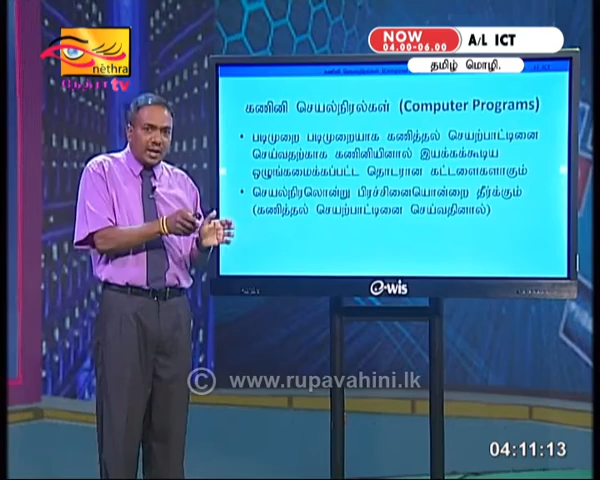 NOW
04.00-06.00
A/L ICT
தமிழ் மொழி.
nēthra
tv
கணினி செயல்நிரல்கள் (Computer Programs)
• படிமுறை படிமுறையாக கணித்தல் செயற்பாட்டினை
செய்வதற்காக கணினியினால் இயக்கக்கூடிய
ஒழுங்கமைக்கப்பட்ட தொடரான கட்டளைகளாகும்
• செயல்நிரலொன்று பிரச்சினையொன்றை தீர்க்கும்
(கணித்தல் செயற்பாட்டினை செய்வதினால்)
e-wis
© www.rupavahini.lk
04:11:13